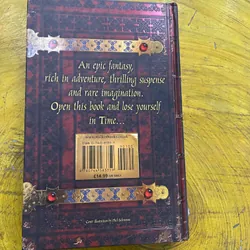 An epic fantasy,
rich in adventure, thrilling suspense
and rare imagination.
Open this book and lose yourself
in Time...